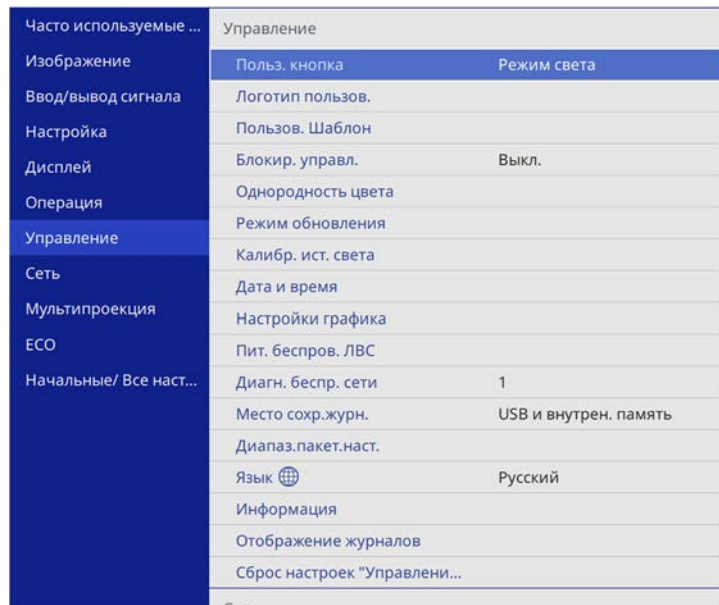 Часто используемые ...
Изображение
Ввод/вывод сигнала
Настройка
Дисплей
Операция
Управление
Сеть
Мультипроекция
ECO
Начальные/ Все наст...
Управление
Польз. кнопка Режим света
Логотип пользов.
Пользов. Шаблон
Блокир. управл. Выкл.
Однородность цвета
Режим обновления
Калибр. ист. света
Дата и время
Настройки графика
Пит. беспров. ЛВС
Диагн. беспр. сети 1
Место сохр.журн. USB и внутрен. память
Диапаз.пакет.наст.
Язык Русский
Информация
Отображение журналов
Сброс настроек "Управлени...